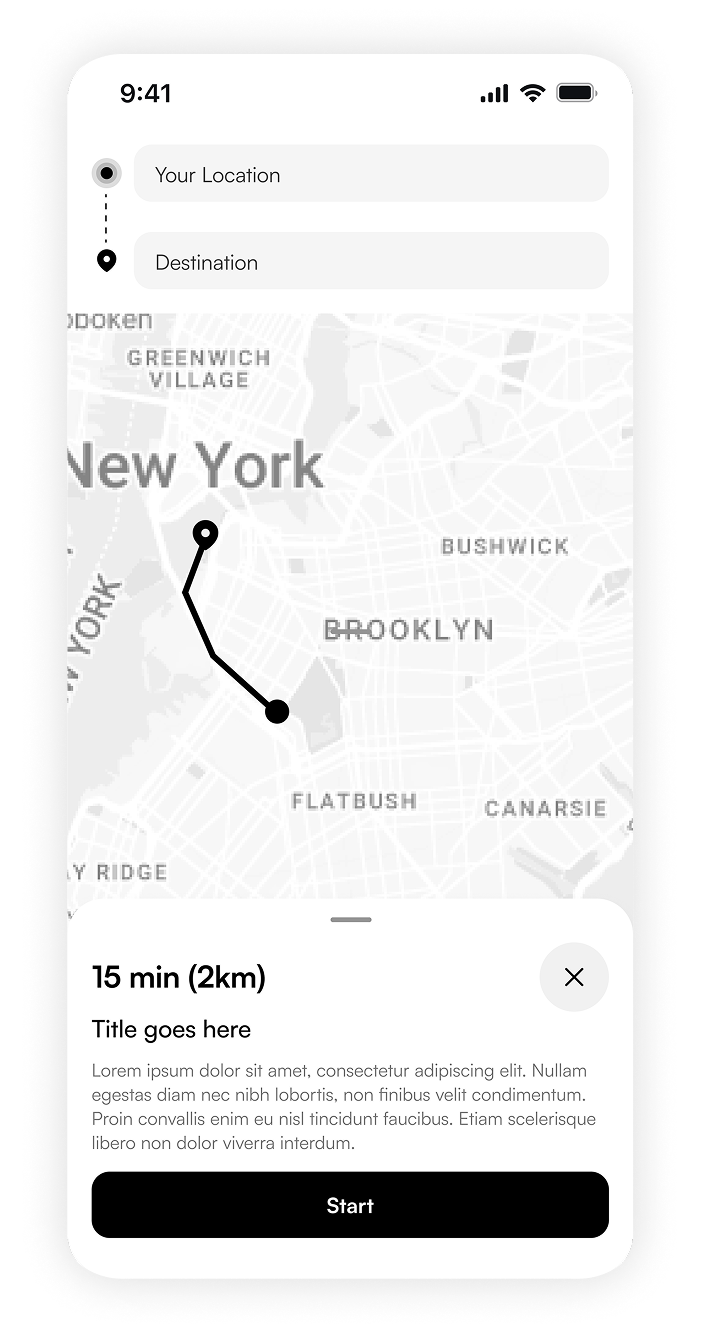 9:41
Your Location
Destination
oboken
GREENWICH
VILLAGE
New York
BUSHWICK
W YORK
BROOKLYN
FLATBUSH
CANARSIE
AY RIDGE
15 min (2km)
Title goes here
Lorem ipsum dolor sit amet, consectetur adipiscing elit. Nullam
egestas diam nec nibh lobortis, non finibus velit condimentum.
Proin convallis enim eu nisl tincidunt faucibus. Etiam scelerisque
libero non dolor viverra interdum.
Start